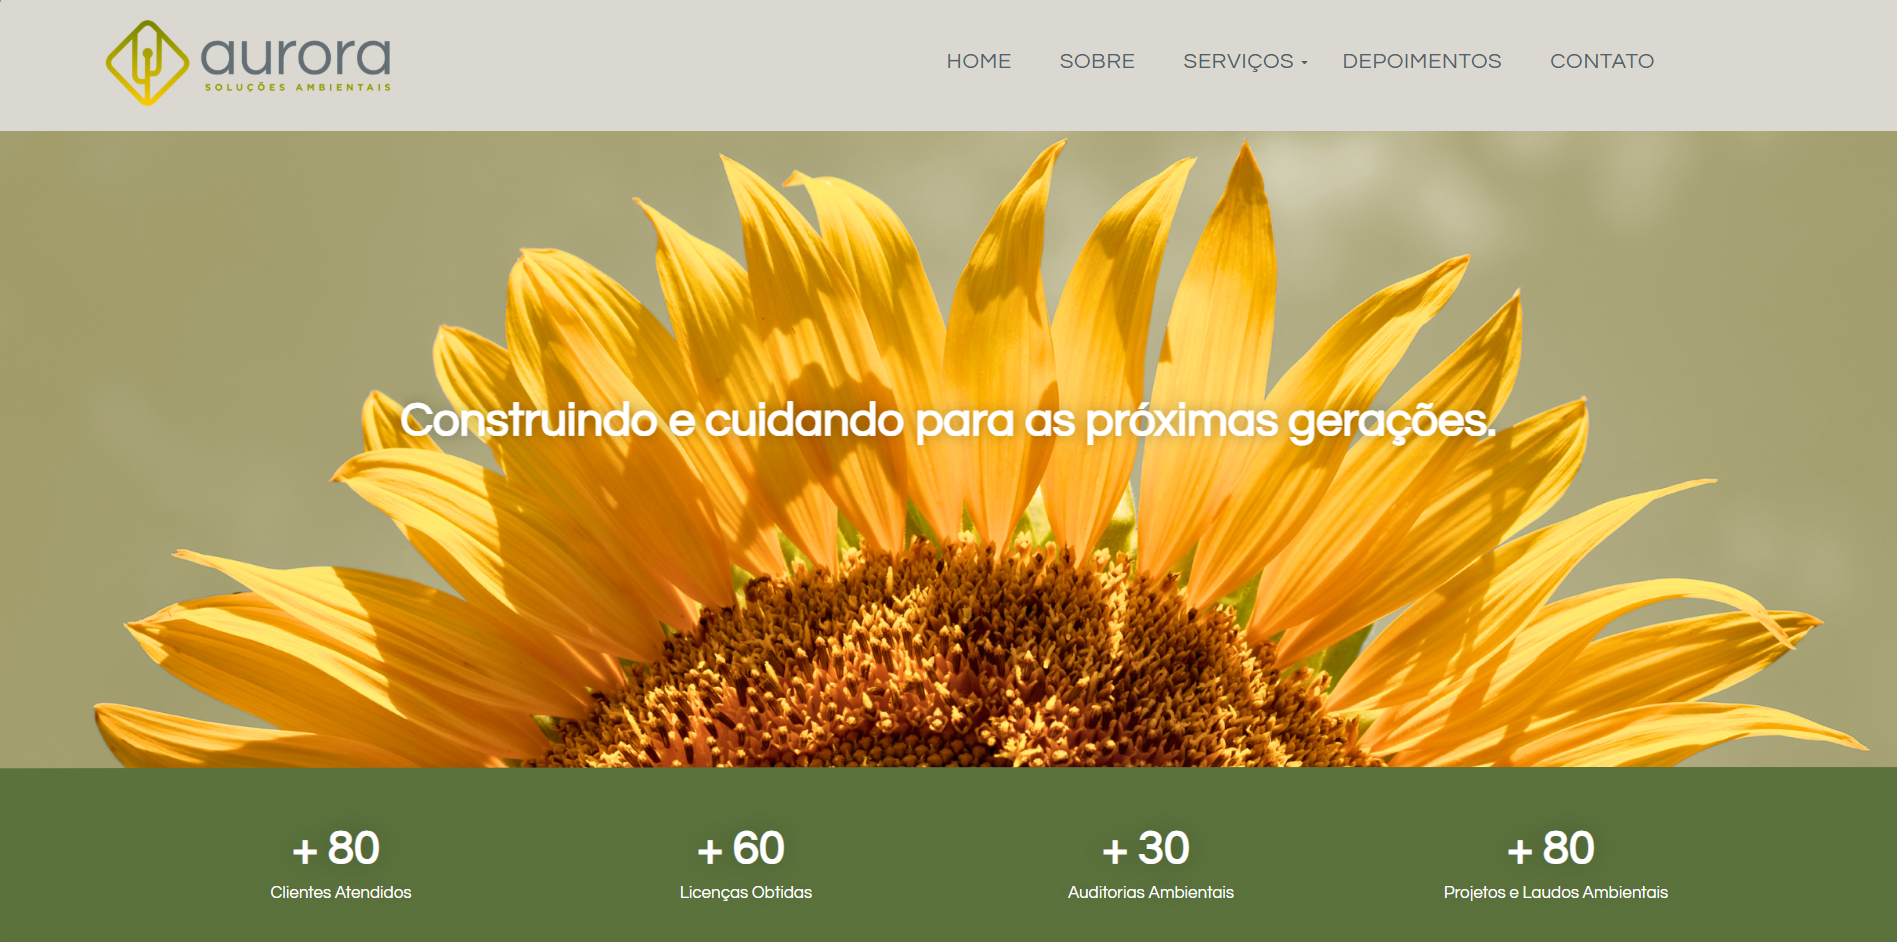 aurora
SOLUÇÕES AMBIENTAIS
HOME SOBRE SERVIÇOS DEPOIMENTOS CONTATO
Construindo e cuidando para as próximas gerações.
+ 80
Clientes Atendidos
+ 60
Licenças Obtidas
+ 30
Auditorias Ambientais
+ 80
Projetos e Laudos Ambientais